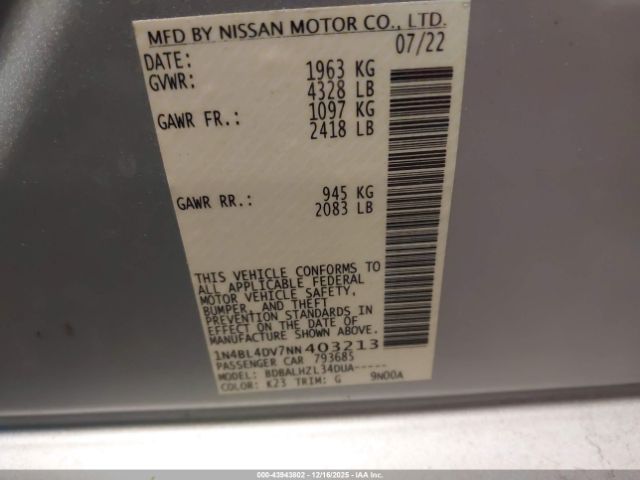 MFD BY NISSAN MOTOR CO., LTD.
DATE: 07/22
GVWR: 1963 KG
4328 LB
GAWR FR.: 1097 KG
2418 LB
GAWR RR.: 945 KG
2083 LB
THIS VEHICLE CONFORMS TO
ALL APPLICABLE FEDERAL
MOTOR VEHICLE SAFETY,
BUMPER, AND THEFT
PREVENTION STANDARDS IN
EFFECT ON THE DATE OF
MANUFACTURE SHOWN ABOVE.
1N4BL4DV7NN403213
PASSENGER CAR 793685
MODEL: BDBALHZL34DUA-----
COLOR: K23 TRIM: G 9N00A
000-43943802 / 12/16/2025 / COPART, INC.